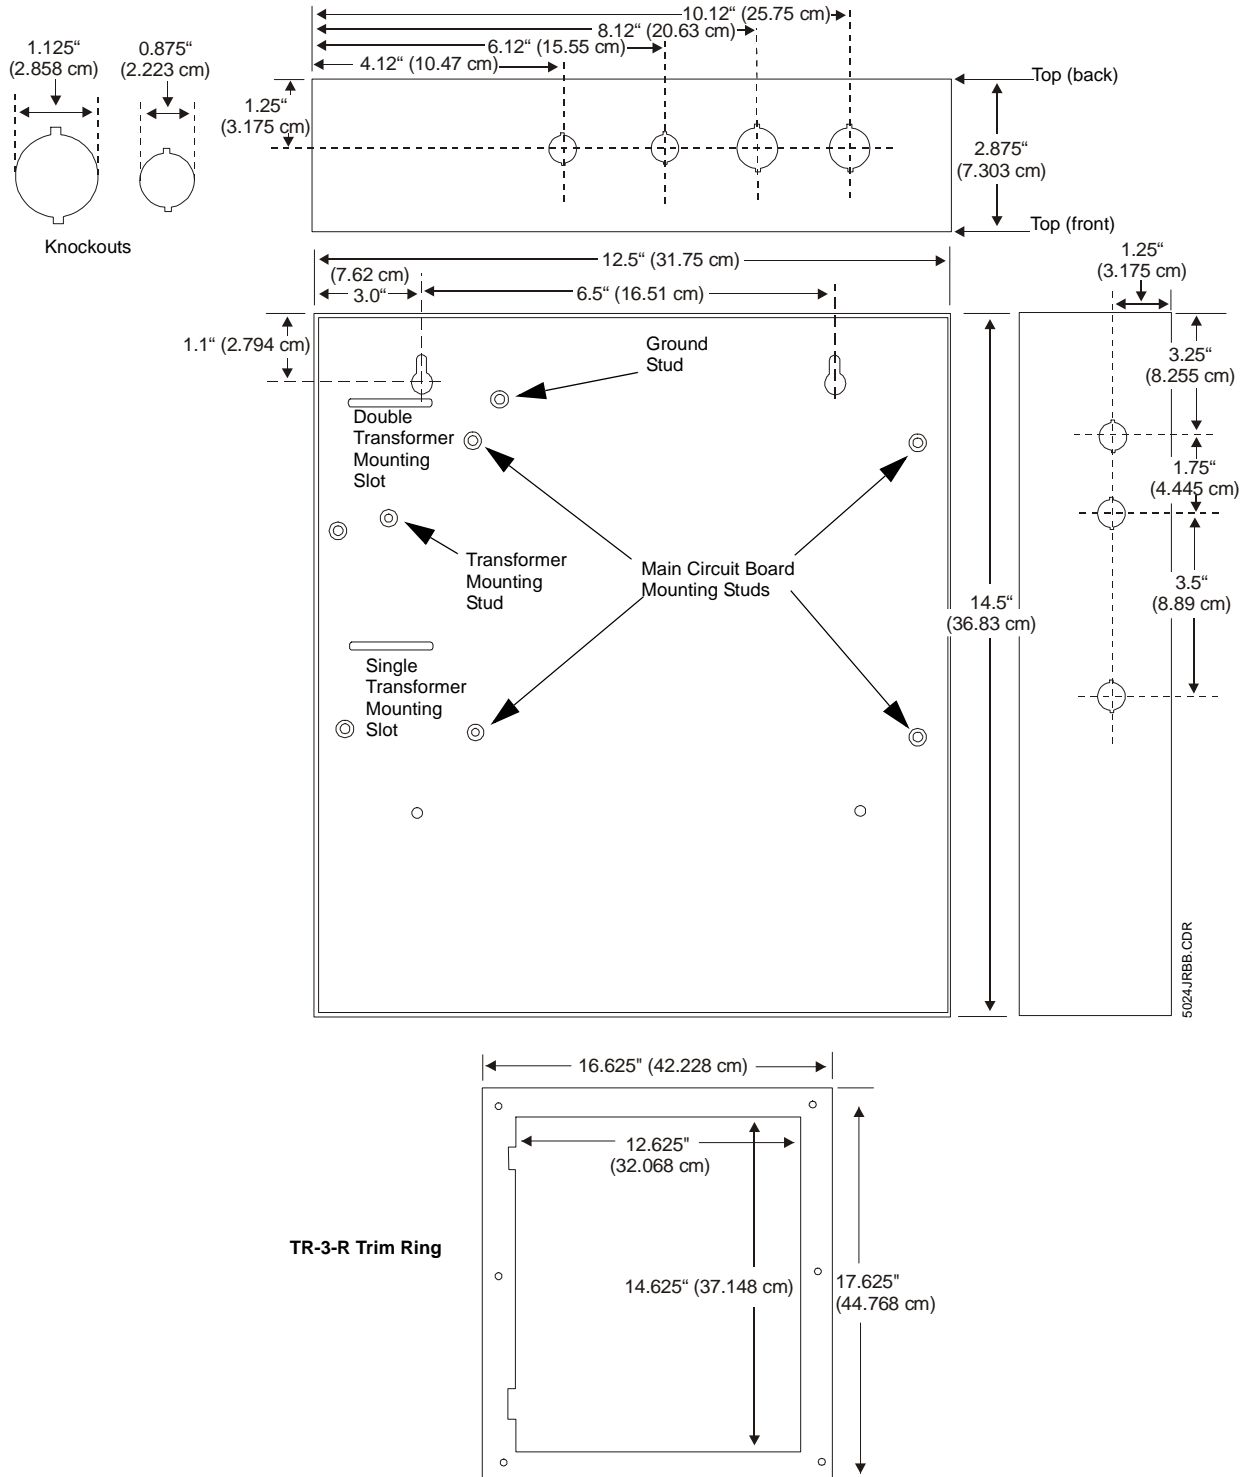 10.12“ (25.75 cm)
8.12“ (20.63 cm)
6.12“ (15.55 cm)
4.12“ (10.47 cm)
1.125“
(2.858 cm)
0.875“
(2.223 cm)
1.25“
(3.175 cm)
Top (back)
2.875“
(7.303 cm)
Top (front)
Knockouts
12.5“ (31.75 cm)
(7.62 cm)
3.0“
6.5“ (16.51 cm)
1.25“
(3.175 cm)
1.1“ (2.794 cm)
Ground
Stud
3.25“
(8.255 cm)
Double
Transformer
Mounting
Slot
1.75“
(4.445 cm)
Transformer
Mounting
Stud
Main Circuit Board
Mounting Studs
14.5“
(36.83 cm)
3.5“
(8.89 cm)
Single
Transformer
Mounting
Slot
5024JRBB.CDR
16.625" (42.228 cm)
12.625"
(32.068 cm)
TR-3-R Trim Ring
14.625“ (37.148 cm)
17.625"
(44.768 cm)